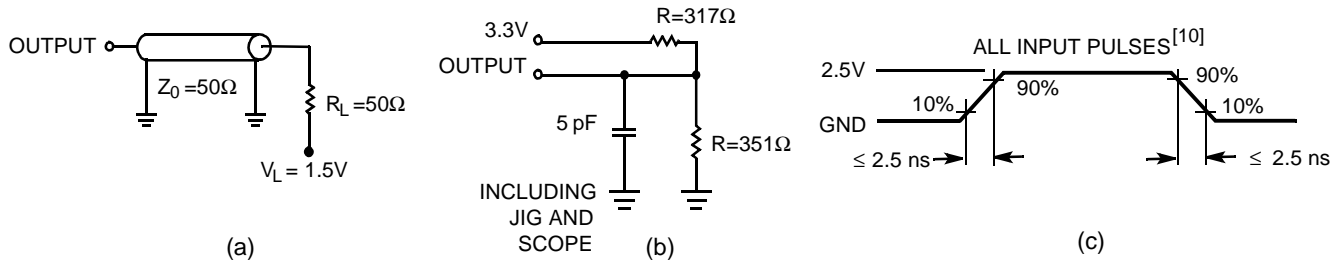 OUTPUT
Z0 = 50Ω
RL = 50Ω
VL = 1.5V
(a)
R=317Ω
3.3V
OUTPUT
5 pF
R=351Ω
INCLUDING
JIG AND
SCOPE
(b)
ALL INPUT PULSES[10]
2.5V
90%
90%
10%
10%
GND
≤ 2.5 ns
≤ 2.5 ns
(c)